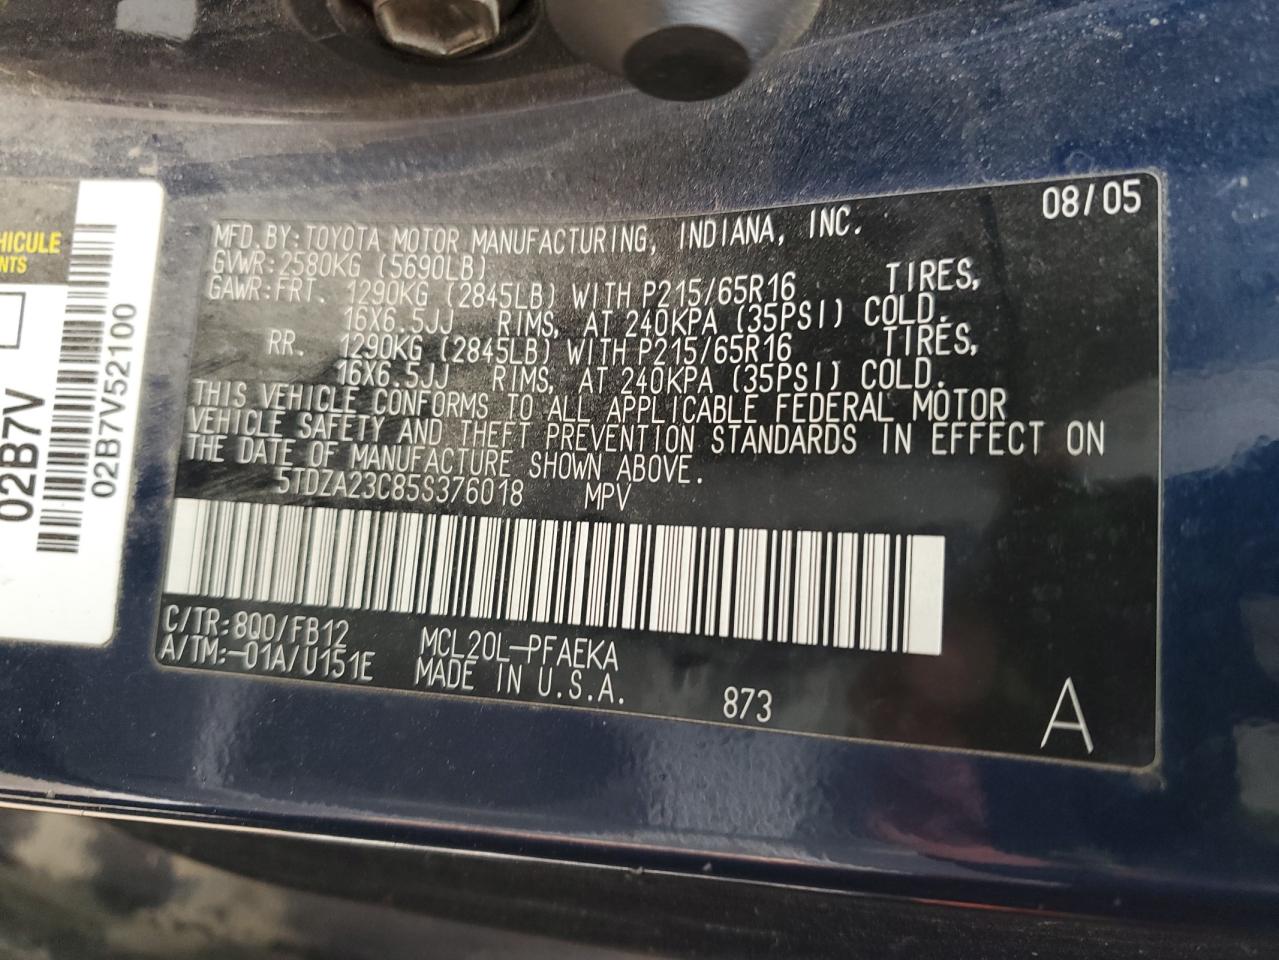 HICULE
NTS
02B7V
02B7V522100
08/05
MFD.BY:TOYOTA MOTOR MANUFACTURING, INDIANA, INC.
GVWR:2580KG (5690LB)
GAWR:FRT. 1290KG (2845LB) WITH P215/65R16 TIRES,
16X6.5JJ RIMS, AT 240KPA (35PSI) COLD.
RR. 1290KG (2845LB) WITH P215/65R16 TIRES,
16X6.5JJ RIMS, AT 240KPA (35PSI) COLD.
THIS VEHICLE CONFORMS TO ALL APPLICABLE FEDERAL MOTOR
VEHICLE SAFETY AND THEFT PREVENTION STANDARDS IN EFFECT ON
THE DATE OF MANUFACTURE SHOWN ABOVE.
5TDZA23C85S376018 MPV
C/TR:8Q0/FB12 MCL20L-PFAEKA
A/TM:-01A/U151E MADE IN U.S.A.
873
A